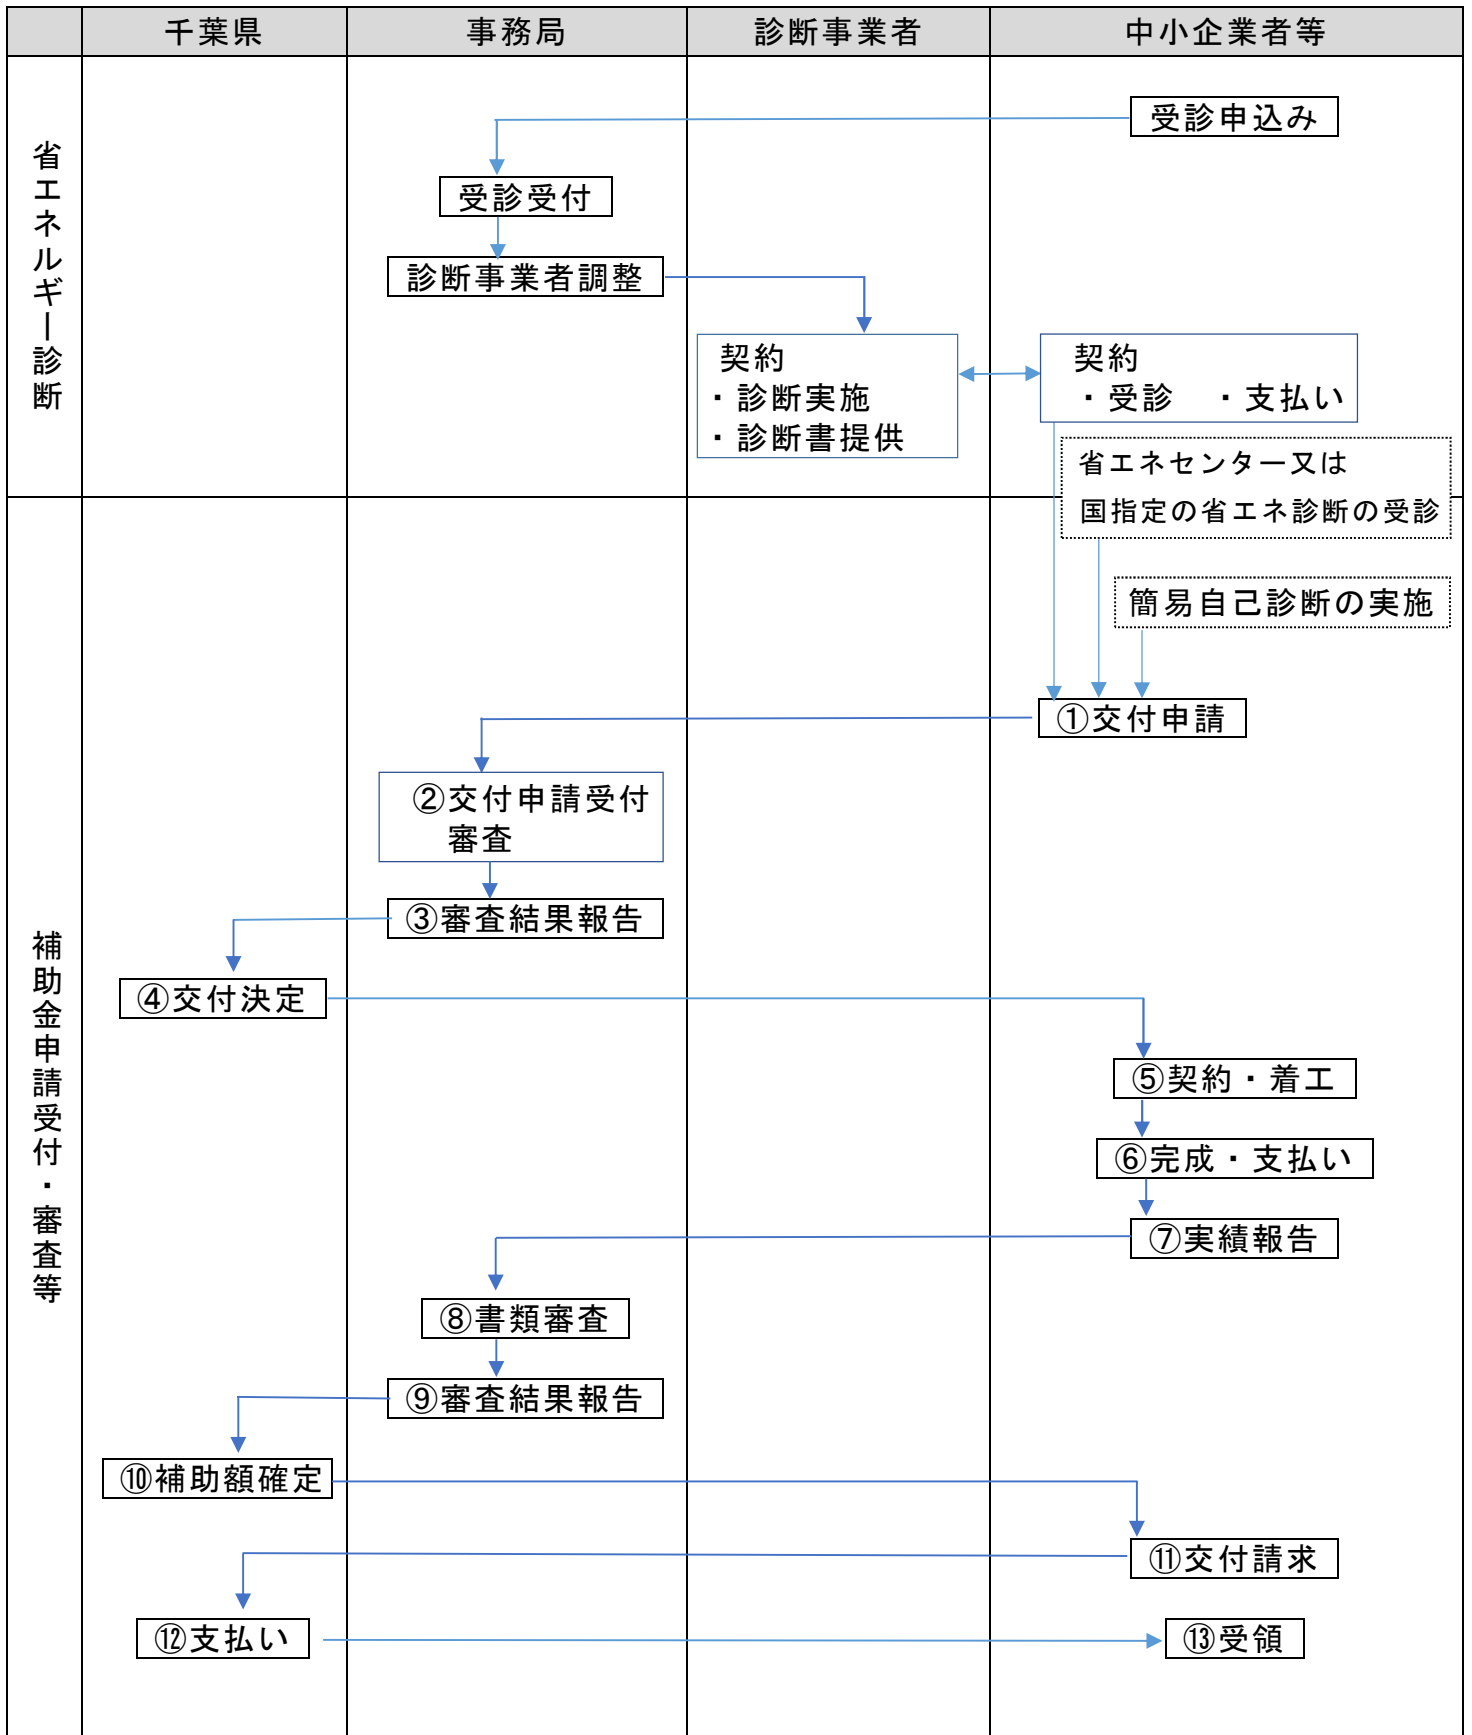 千葉県
事務局
診断事業者
中小企業者等
省エネルギー診断
受診申込み
受診受付
診断事業者調整
契約
・診断実施
・診断書提供
契約
・受診　・支払い
省エネセンター又は
国指定の省エネ診断の受診
補助金申請受付・審査等
簡易自己診断の実施
①交付申請
②交付申請受付
審査
③審査結果報告
④交付決定
⑤契約・着工
⑥完成・支払い
⑦実績報告
⑧書類審査
⑨審査結果報告
⑩補助額確定
⑪交付請求
⑫支払い
⑬受領